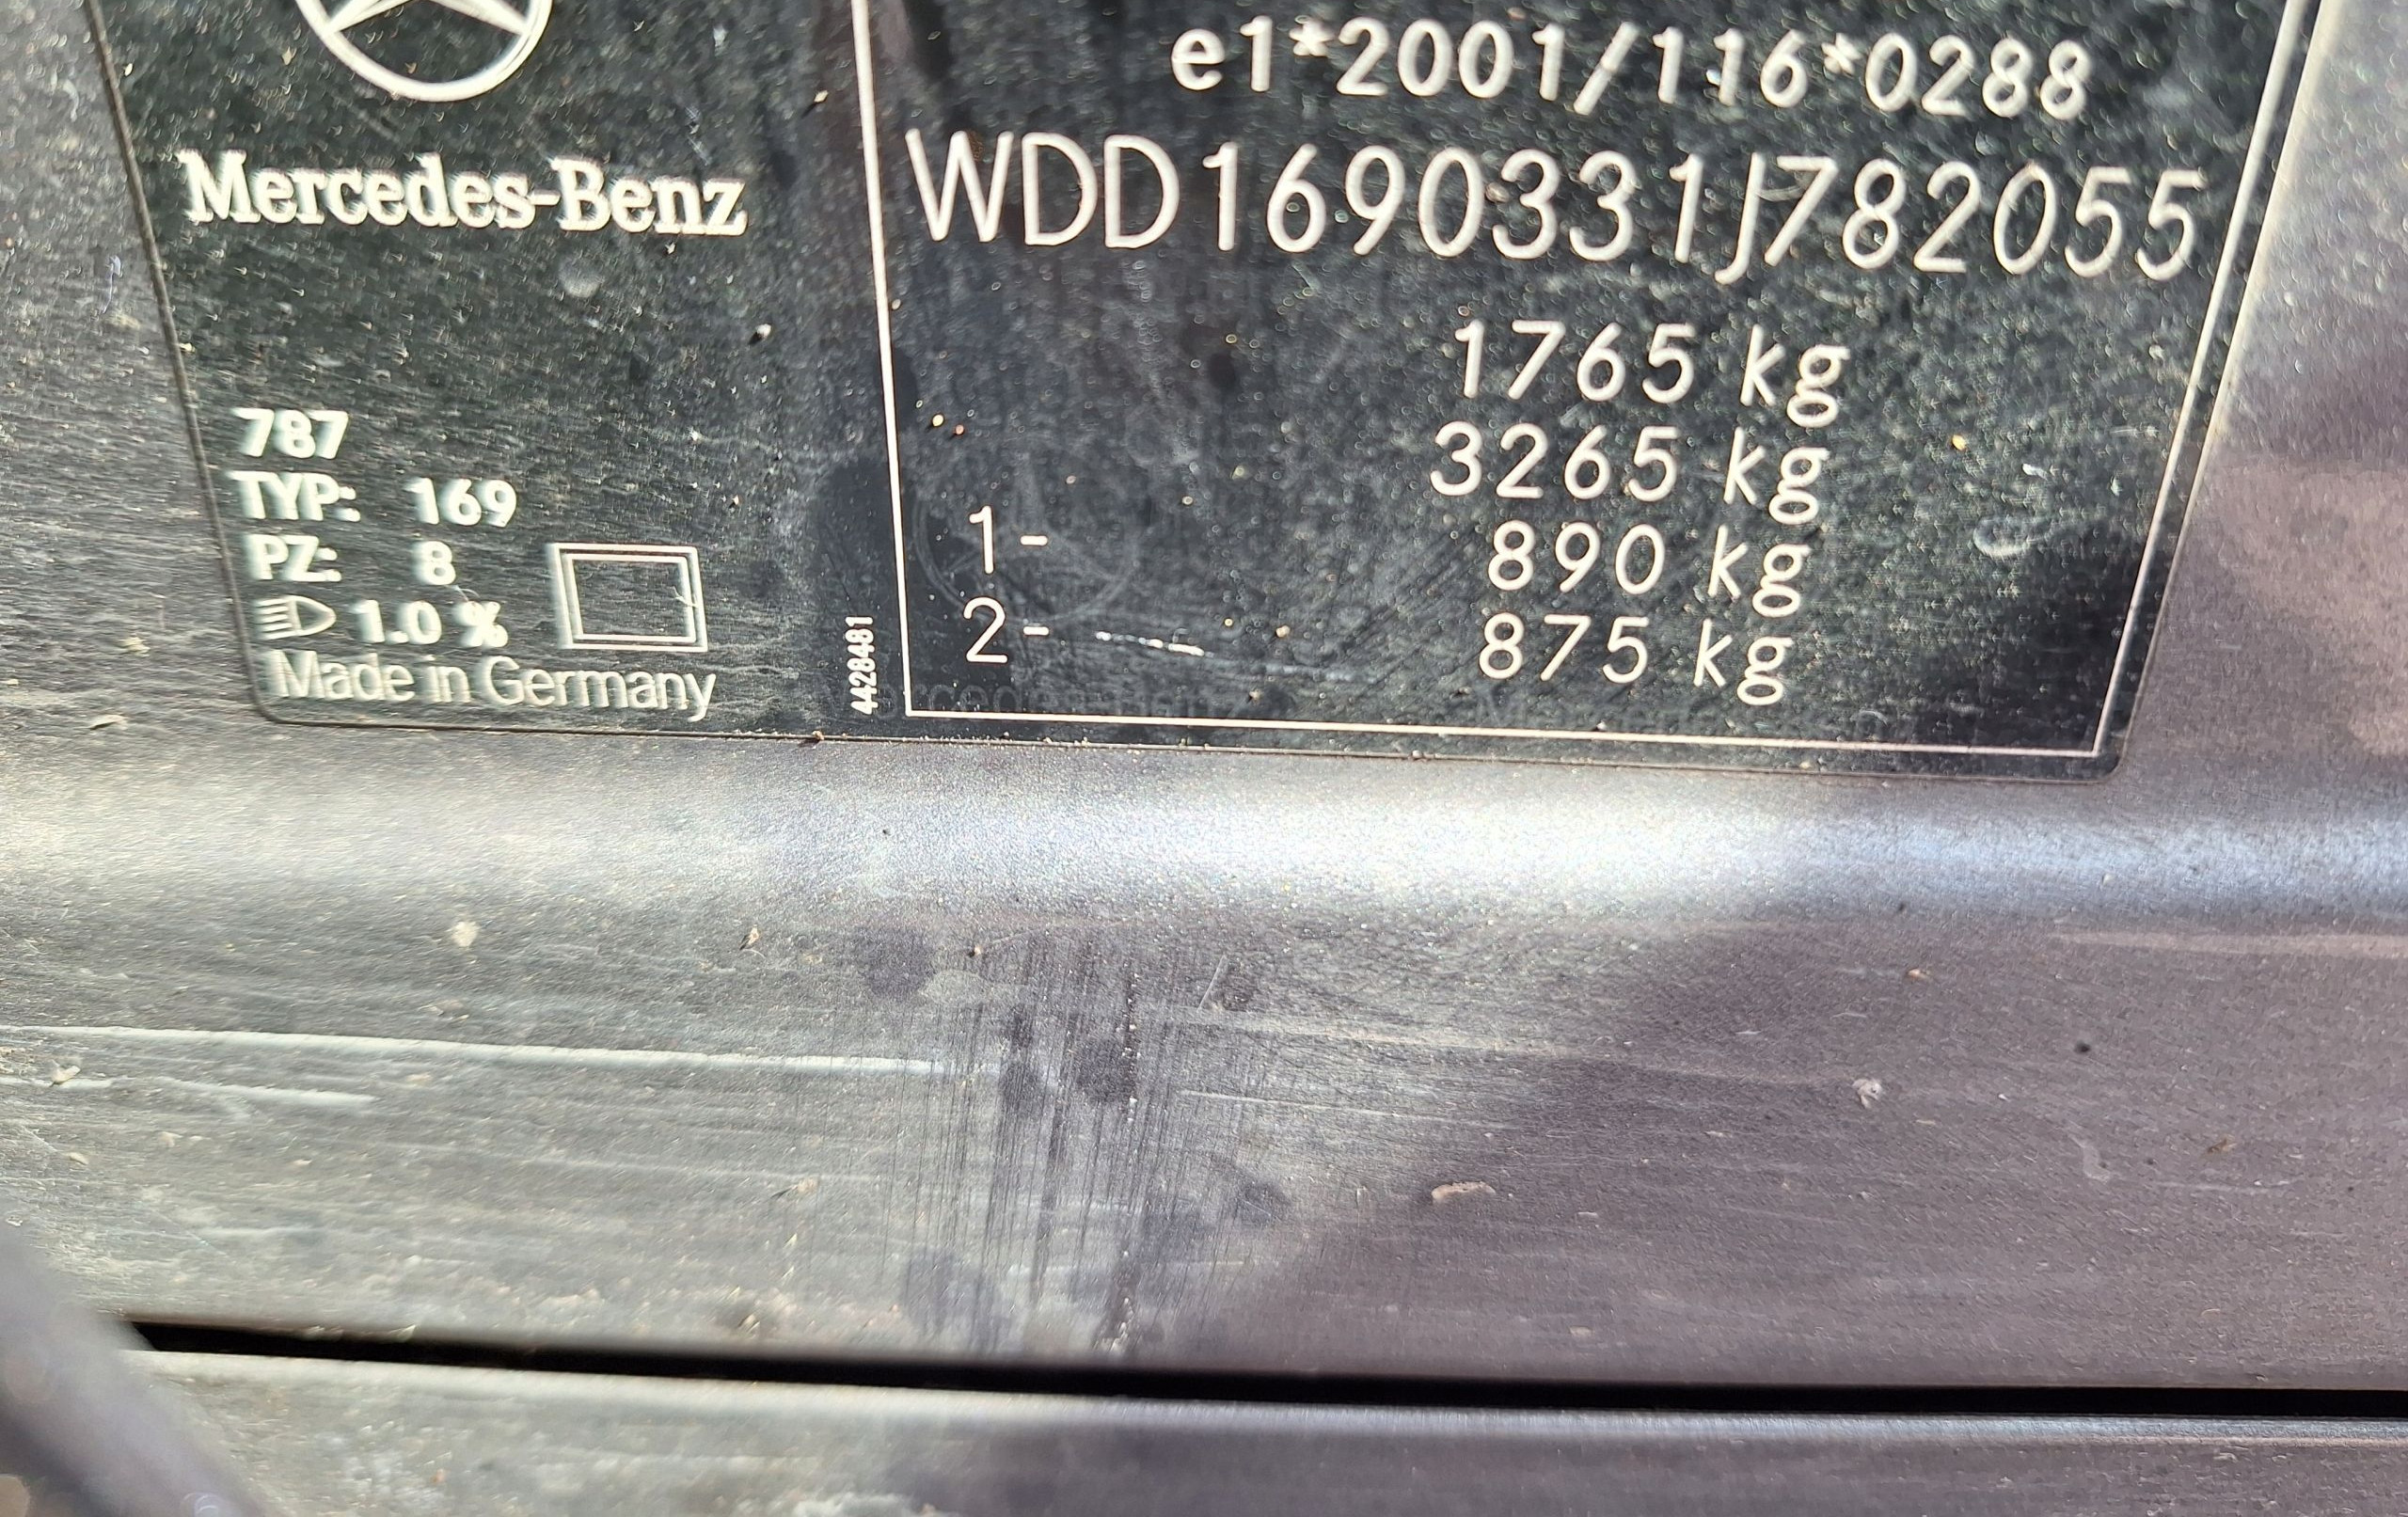 Mercedes-Benz
787
TYP: 169
PZ: 8
1.0 %
Made in Germany
4428481
e1*2001/116*0288
WDD1690331J782055
1765 kg
3265 kg
1- 890 kg
2- 875 kg